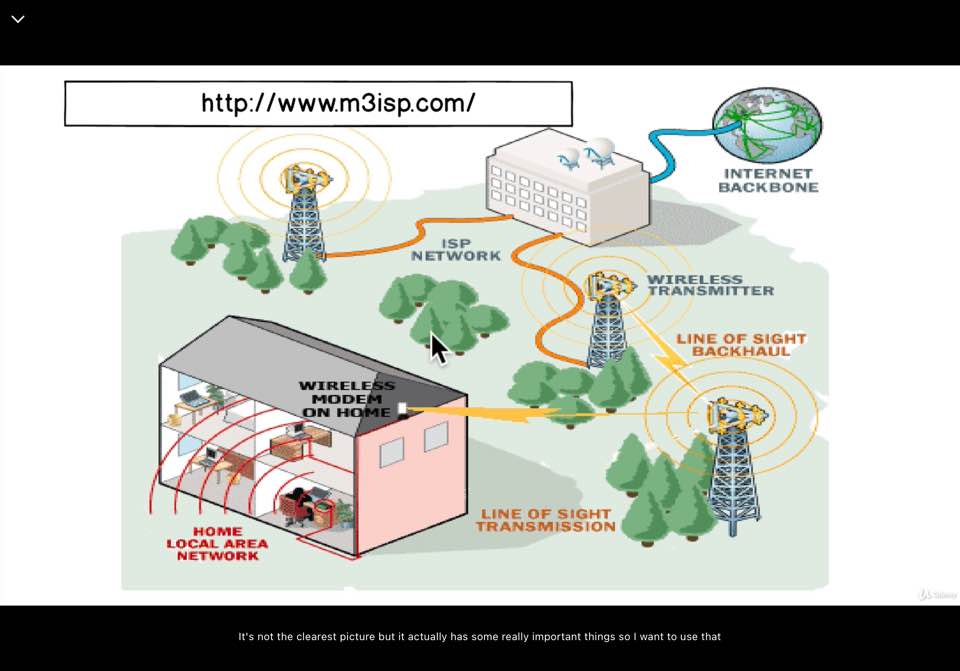 http://www.m3isp.com/
INTERNET
BACKBONE
ISP
NETWORK
WIRELESS
TRANSMITTER
LINE OF SIGHT
BACKHAUL
WIRELESS
MODEM
ON HOME
LINE OF SIGHT
TRANSMISSION
HOME
LOCAL AREA
NETWORK
Udemy
It's not the clearest picture but it actually has some really important things so I want to use that